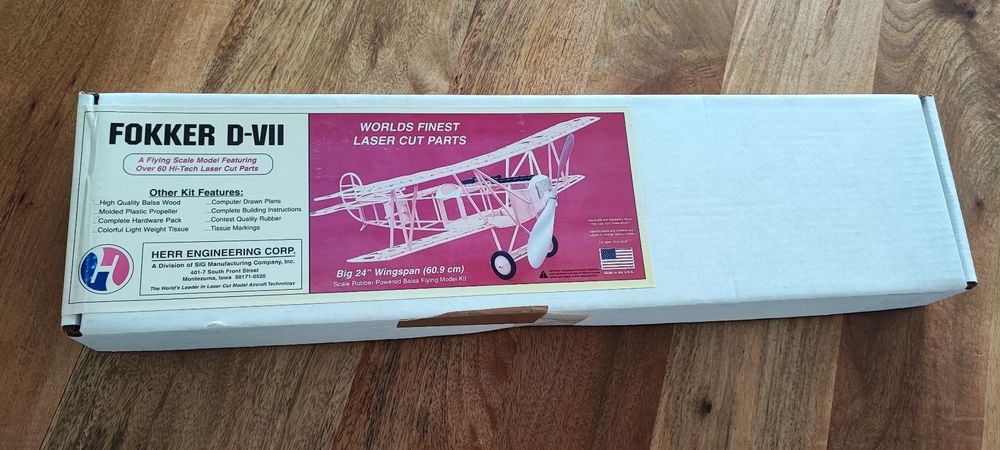 FOKKER D-VII
A Flying Scale Model Featuring
Over 60 Hi-Tech Laser Cut Parts
Other Kit Features:
...High Quality Balsa Wood
...Molded Plastic Propeller
...Complete Hardware Pack
...Colorful Light Weight Tissue
...Computer Drawn Plans
...Complete Building Instructions
...Contest Quality Rubber
...Tissue Markings
HERR ENGINEERING CORP.
A Division of SIG Manufacturing Company, Inc.
401-7 South Front Street
Montezuma, Iowa 50171-0520
The World's Leader In Laser Cut Model Aircraft Technology
WORLDS FINEST
LASER CUT PARTS
Big 24" Wingspan (60.9 cm)
Scale Rubber Powered Balsa Flying Model Kit
Made In the U.S.A.